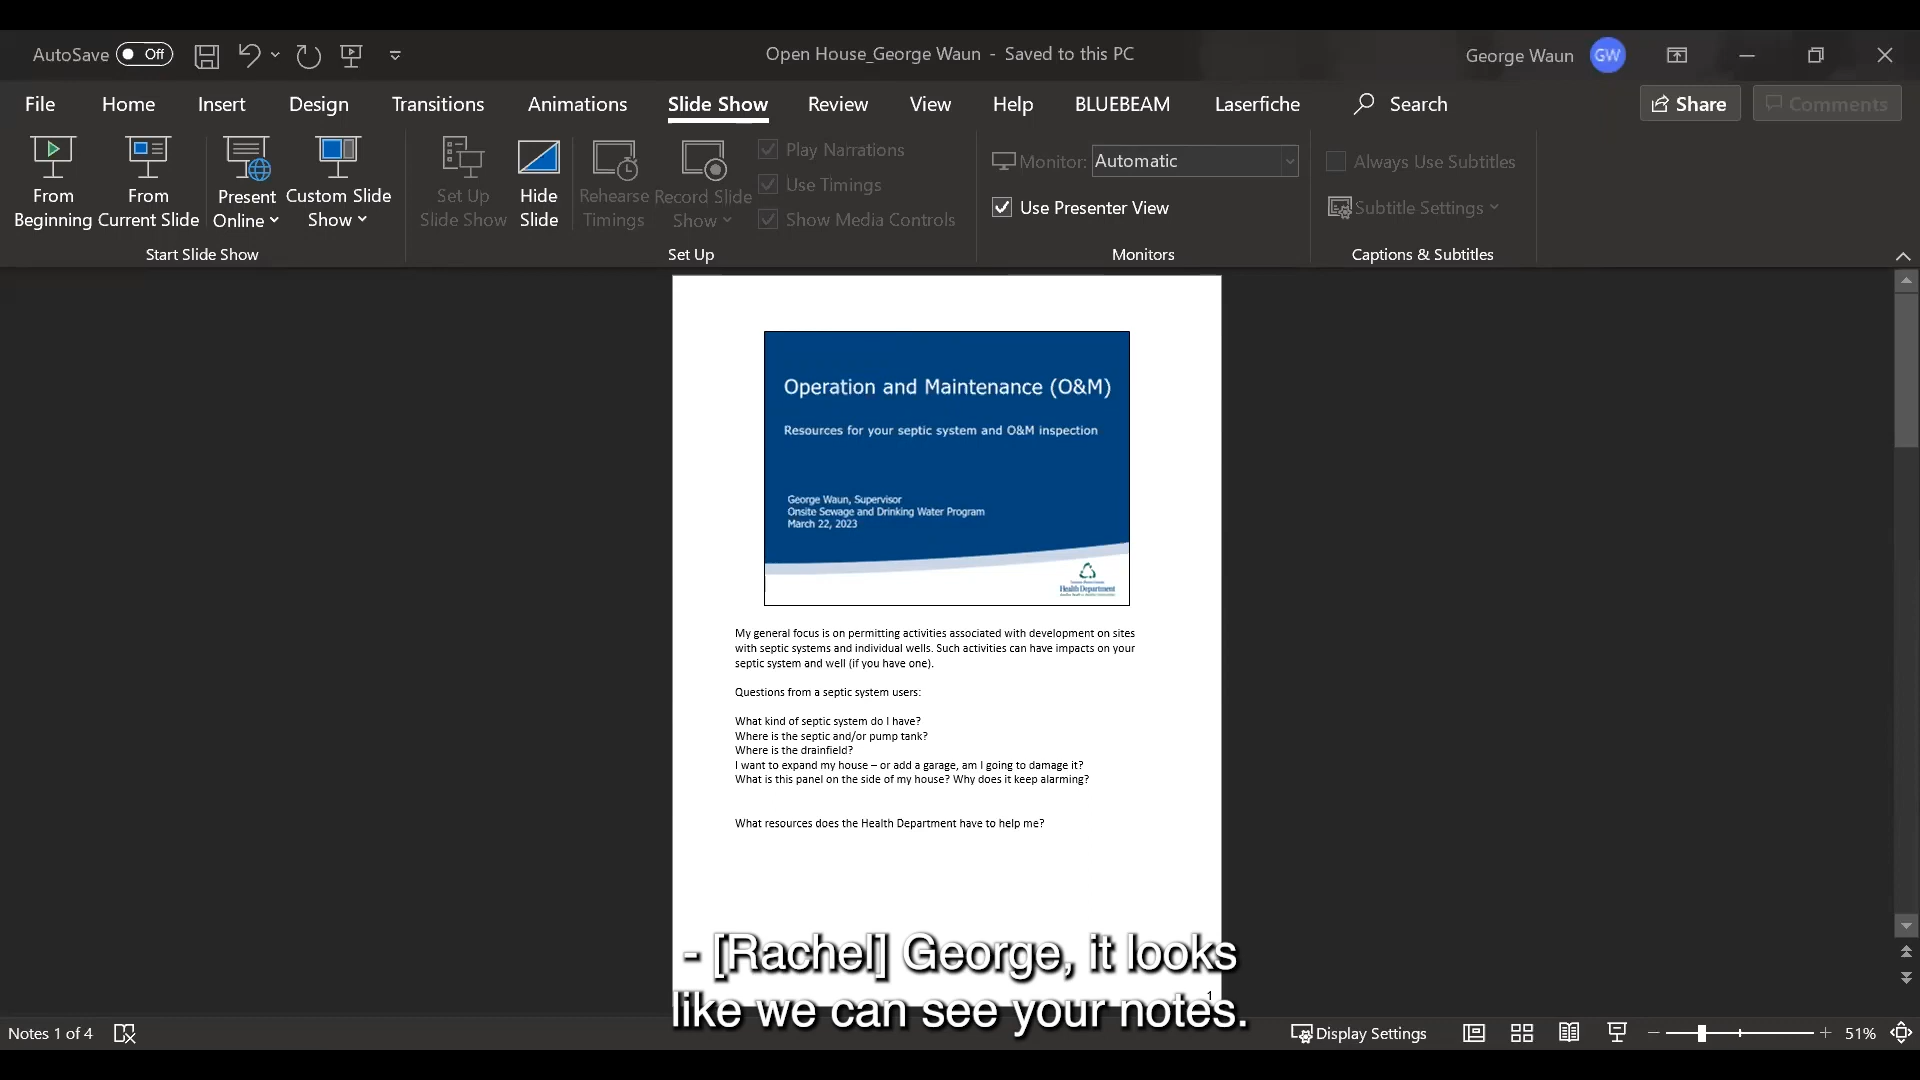 AutoSave Off
Open House_George Waun - Saved to this PC
George Waun GW
File Home Insert Design Transitions Animations Slide Show Review View Help BLUEBEAM Laserfiche Search Share Comments
From Beginning
From Current Slide
Present Online
Custom Slide Show
Start Slide Show
Set Up Slide Show
Hide Slide
Rehearse Timings
Record Slide Show
Play Narrations
Use Timings
Show Media Controls
Set Up
Monitor: Automatic
Use Presenter View
Monitors
Always Use Subtitles
Subtitle Settings
Captions & Subtitles
Operation and Maintenance (O&M)
Resources for your septic system and O&M inspection
George Waun, Supervisor
Onsite Sewage and Drinking Water Program
March 22, 2023
Health Department
My general focus is on permitting activities associated with development on sites
with septic systems and individual wells. Such activities can have impacts on your
septic system and well (if you have one).
Questions from a septic system users:
What kind of septic system do I have?
Where is the septic and/or pump tank?
Where is the drainfield?
I want to expand my house – or add a garage, am I going to damage it?
What is this panel on the side of my house? Why does it keep alarming?
What resources does the Health Department have to help me?
- [Rachel] George, it looks
like we can see your notes.
1
Notes 1 of 4
Display Settings
51%